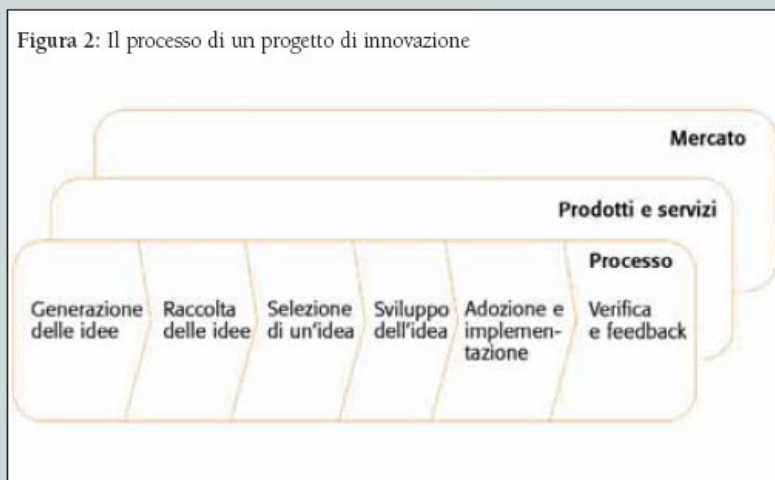 Figura 2: Il processo di un progetto di innovazione
Mercato
Prodotti e servizi
Processo
Generazione
delle idee
Raccolta
delle idee
Selezione
di un'idea
Sviluppo
dell'idea
Adozione e
implemen-
tazione
Verifica
e feedback